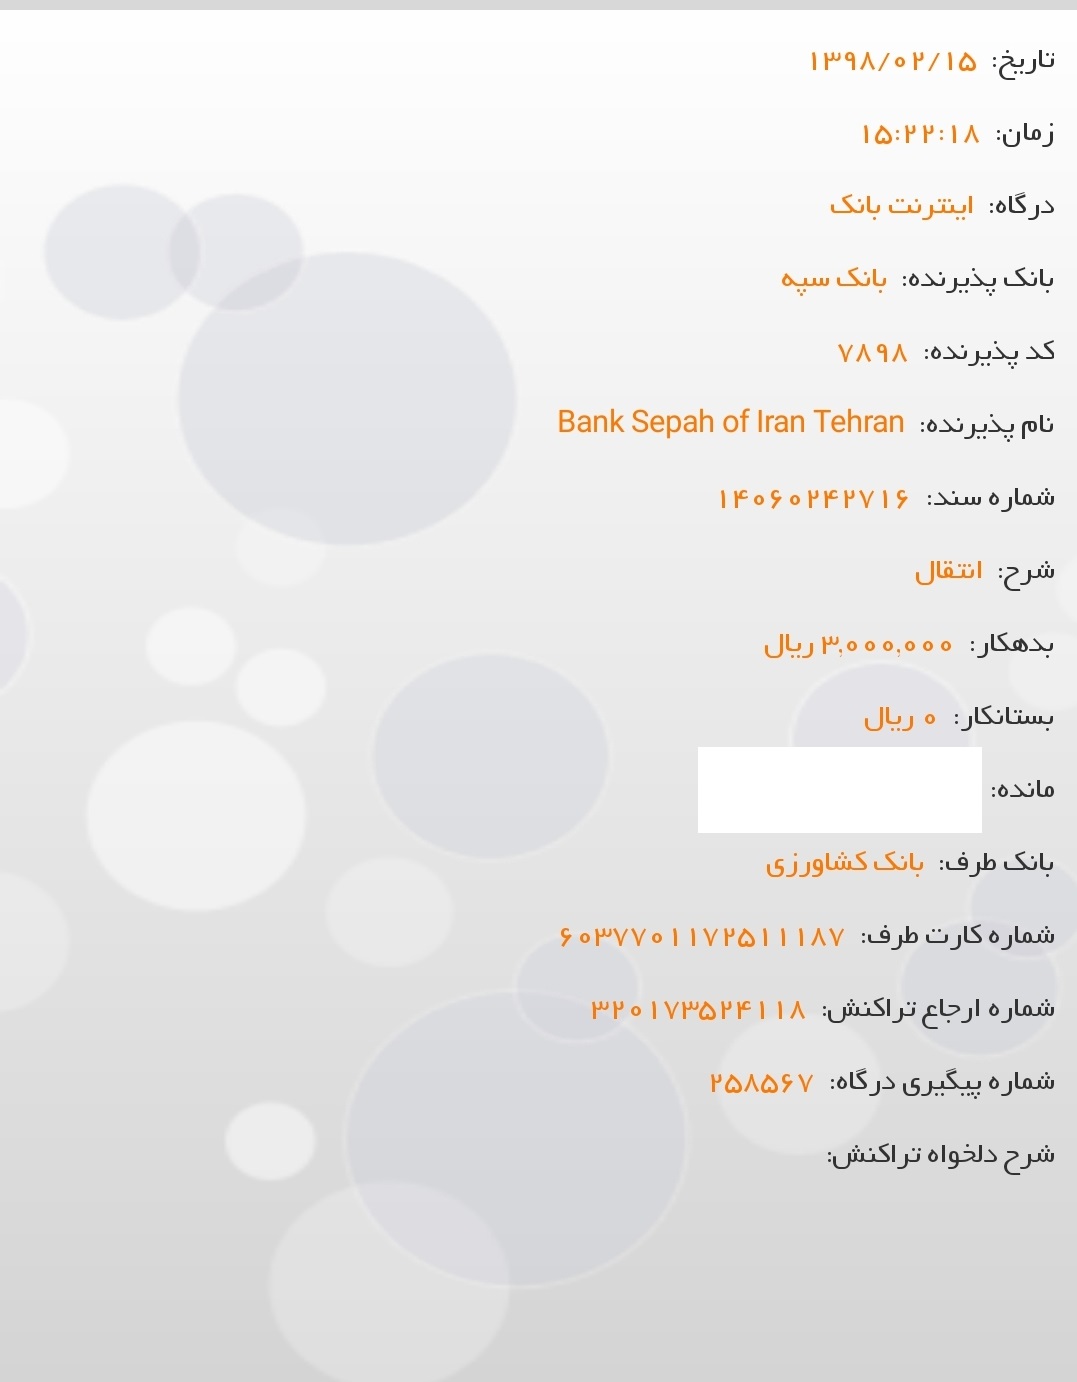 تاریخ: ۱۳۹۸/۰۲/۱۵
زمان: ۱۵:۲۲:۱۸
درگاه: اینترنت بانک
بانک پذیرنده: بانک سپه
کد پذیرنده: ۷۸۹۸
نام پذیرنده: Bank Sepah of Iran Tehran
شماره سند: ۱۴۰۶۰۲۴۲۷۱۶
شرح: انتقال
بدهکار: ۳,۰۰۰,۰۰۰ ریال
بستانکار: ۰ ریال
مانده:
بانک طرف: بانک کشاورزی
شماره کارت طرف: ۶۰۳۷۷۰۱۱۷۲۵۱۱۱۸۷
شماره ارجاع تراکنش: ۳۲۰۱۷۳۵۲۴۱۱۸
شماره پیگیری درگاه: ۲۵۸۵۶۷
شرح دلخواه تراکنش: